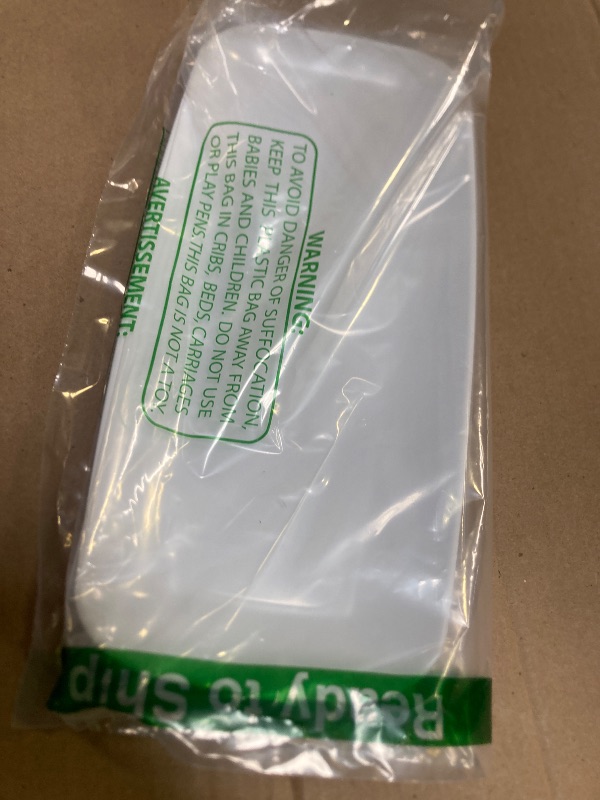 WARNING:
TO AVOID DANGER OF SUFFOCATION,
KEEP THIS PLASTIC BAG AWAY FROM
BABIES AND CHILDREN. DO NOT USE
THIS BAG IN CRIBS, BEDS, CARRIAGES
OR PLAY PENS. THIS BAG IS NOT A TOY.
AVERTISSEMENT:
Ready to Ship